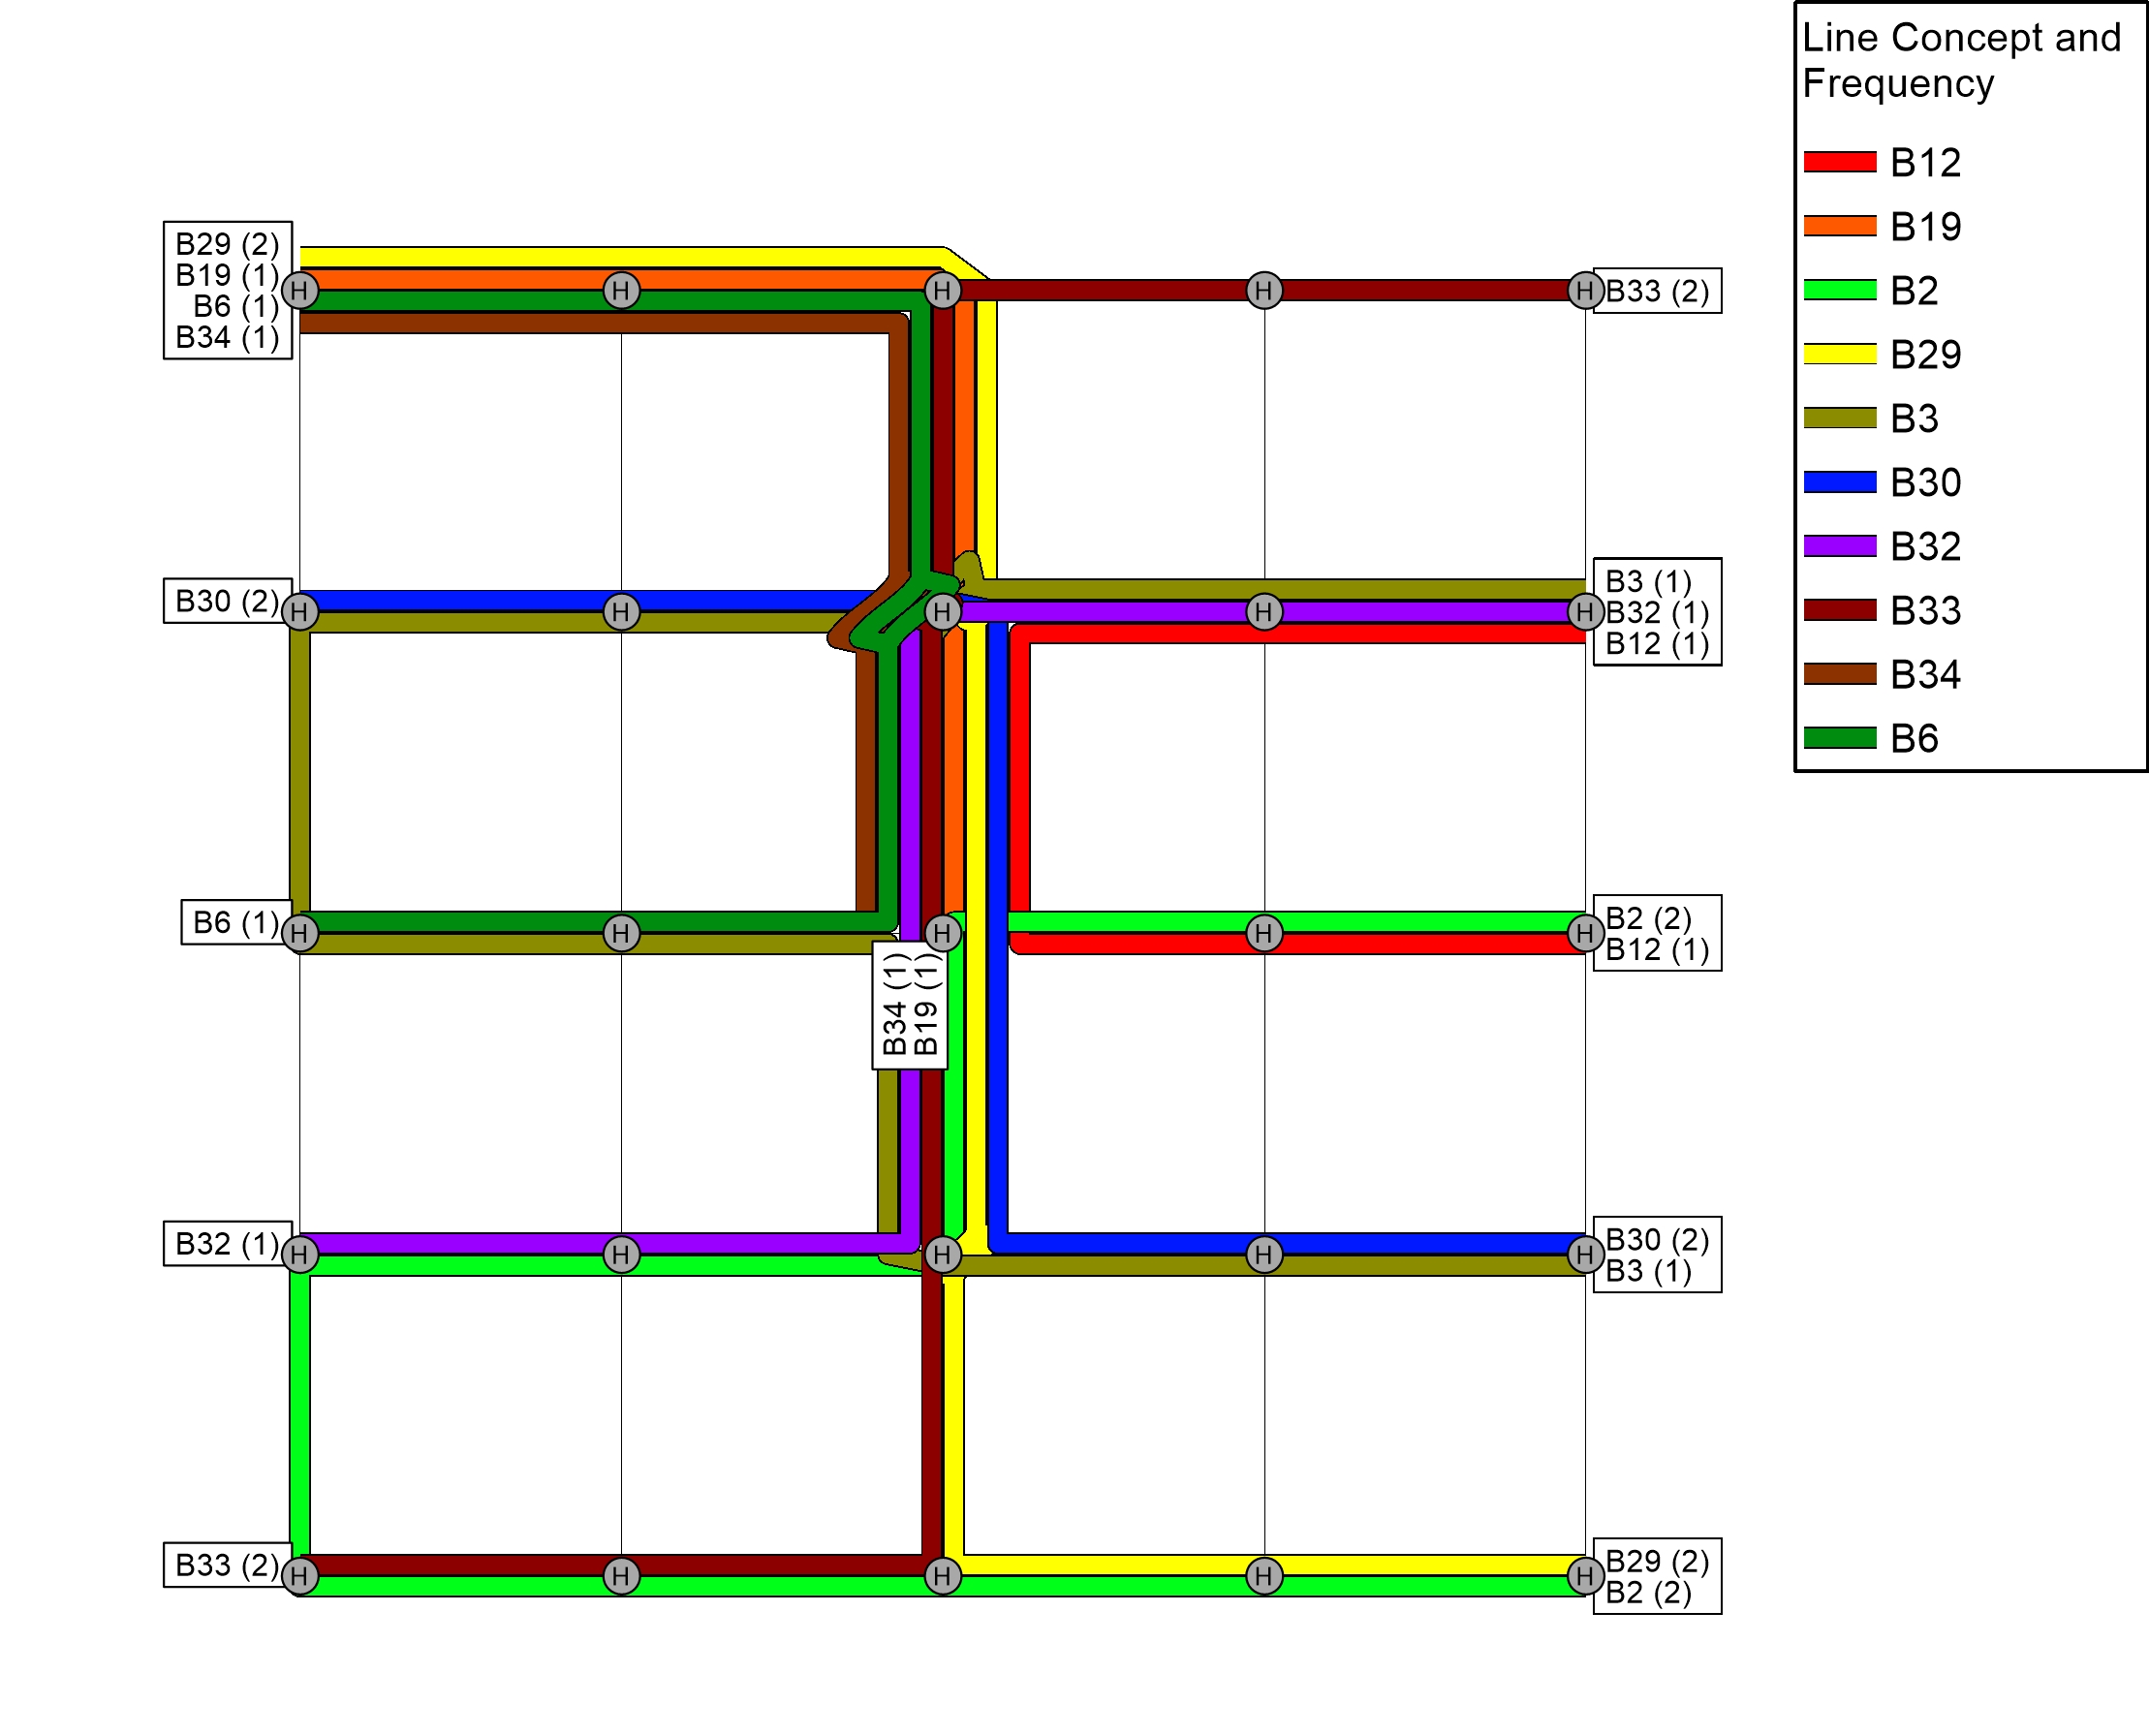 Line Concept and
Frequency
B12
B19
B2
B29
B3
B30
B32
B33
B34
B6
B29 (2)
B19 (1)
B6 (1)
B34 (1)
H
H
H
H
H
B33 (2)
B30 (2)
H
H
H
H
H
B3 (1)
B32 (1)
B12 (1)
B6 (1)
H
H
H
H
H
B2 (2)
B12 (1)
B34 (1)
B19 (1)
B32 (1)
H
H
H
H
H
B30 (2)
B3 (1)
B33 (2)
H
H
H
H
H
B29 (2)
B2 (2)